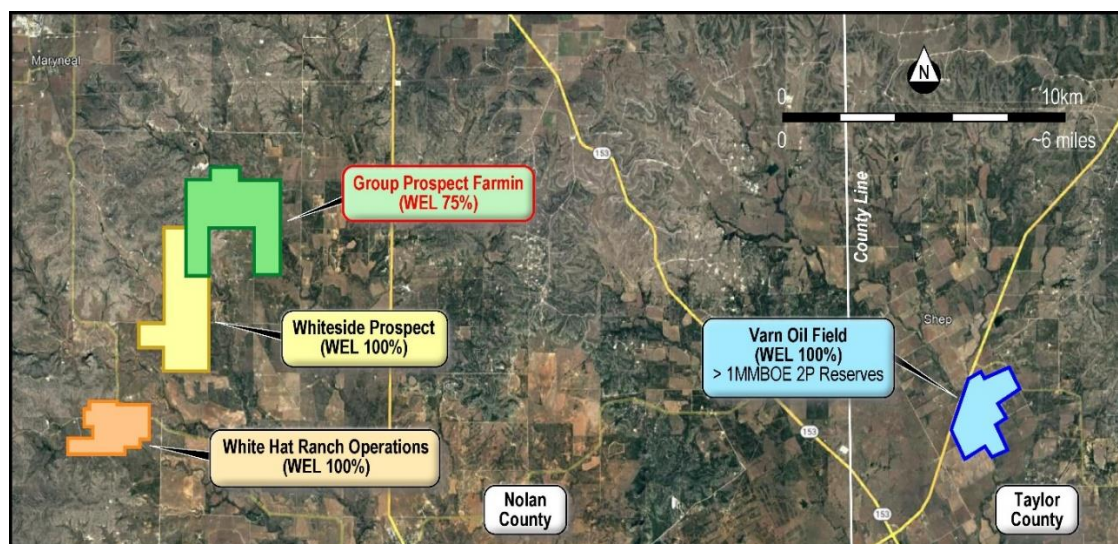 Maryneal
N
0
10km
0
~6 miles
153
Group Prospect Farmin
(WEL 75%)
County Line
Whiteside Prospect
(WEL 100%)
Shep
Varn Oil Field
(WEL 100%)
> 1MMBOE 2P Reserves
White Hat Ranch Operations
(WEL 100%)
153
Nolan
County
153
Taylor
County